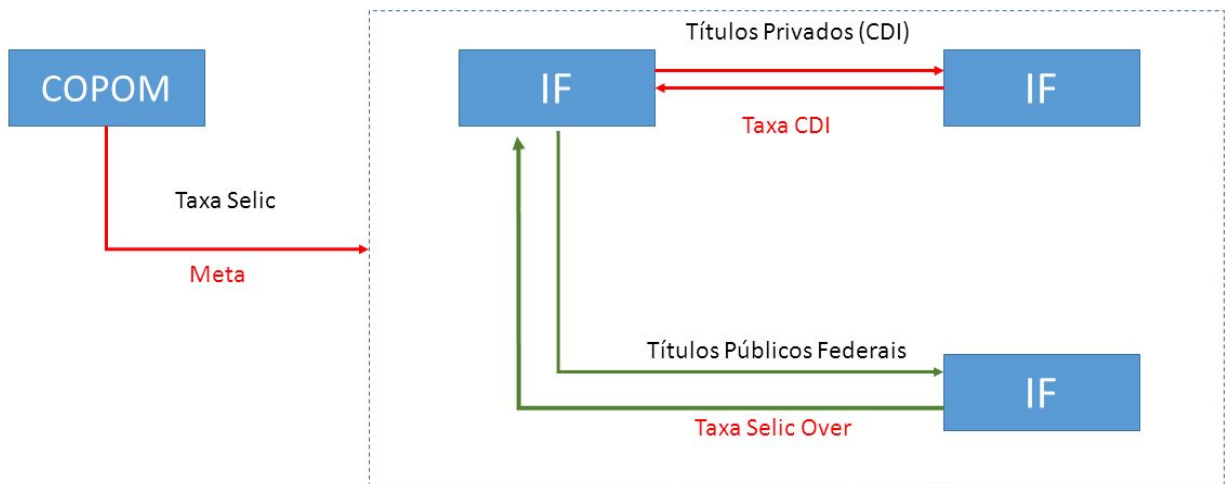 COPOM
Taxa Selic
Meta
Títulos Privados (CDI)
IF
IF
Taxa CDI
Títulos Públicos Federais
IF
Taxa Selic Over